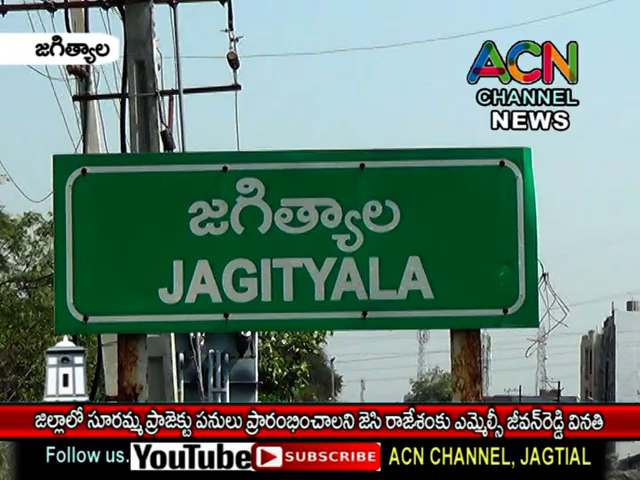 జగిత్యాల
ACN
CHANNEL
NEWS
జగిత్యాల
JAGITYALA
జిల్లాలో సూరమ్మ ప్రాజెక్టు పనులు ప్రారంభించాలని జెసి రాజేశంకు ఎమ్మెల్సీ జీవన్‌రెడ్డి వినతి
Follow us. YouTube SUBSCRIBE ACN CHANNEL, JAGTIAL